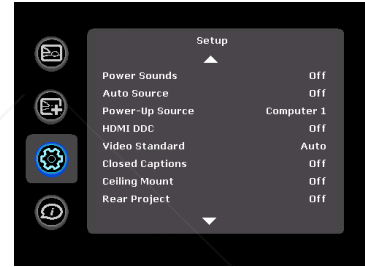 Setup
Power Sounds Off
Auto Source Off
Power-Up Source Computer 1
HDMI DDC Off
Video Standard Auto
Closed Captions Off
Ceiling Mount Off
Rear Project Off